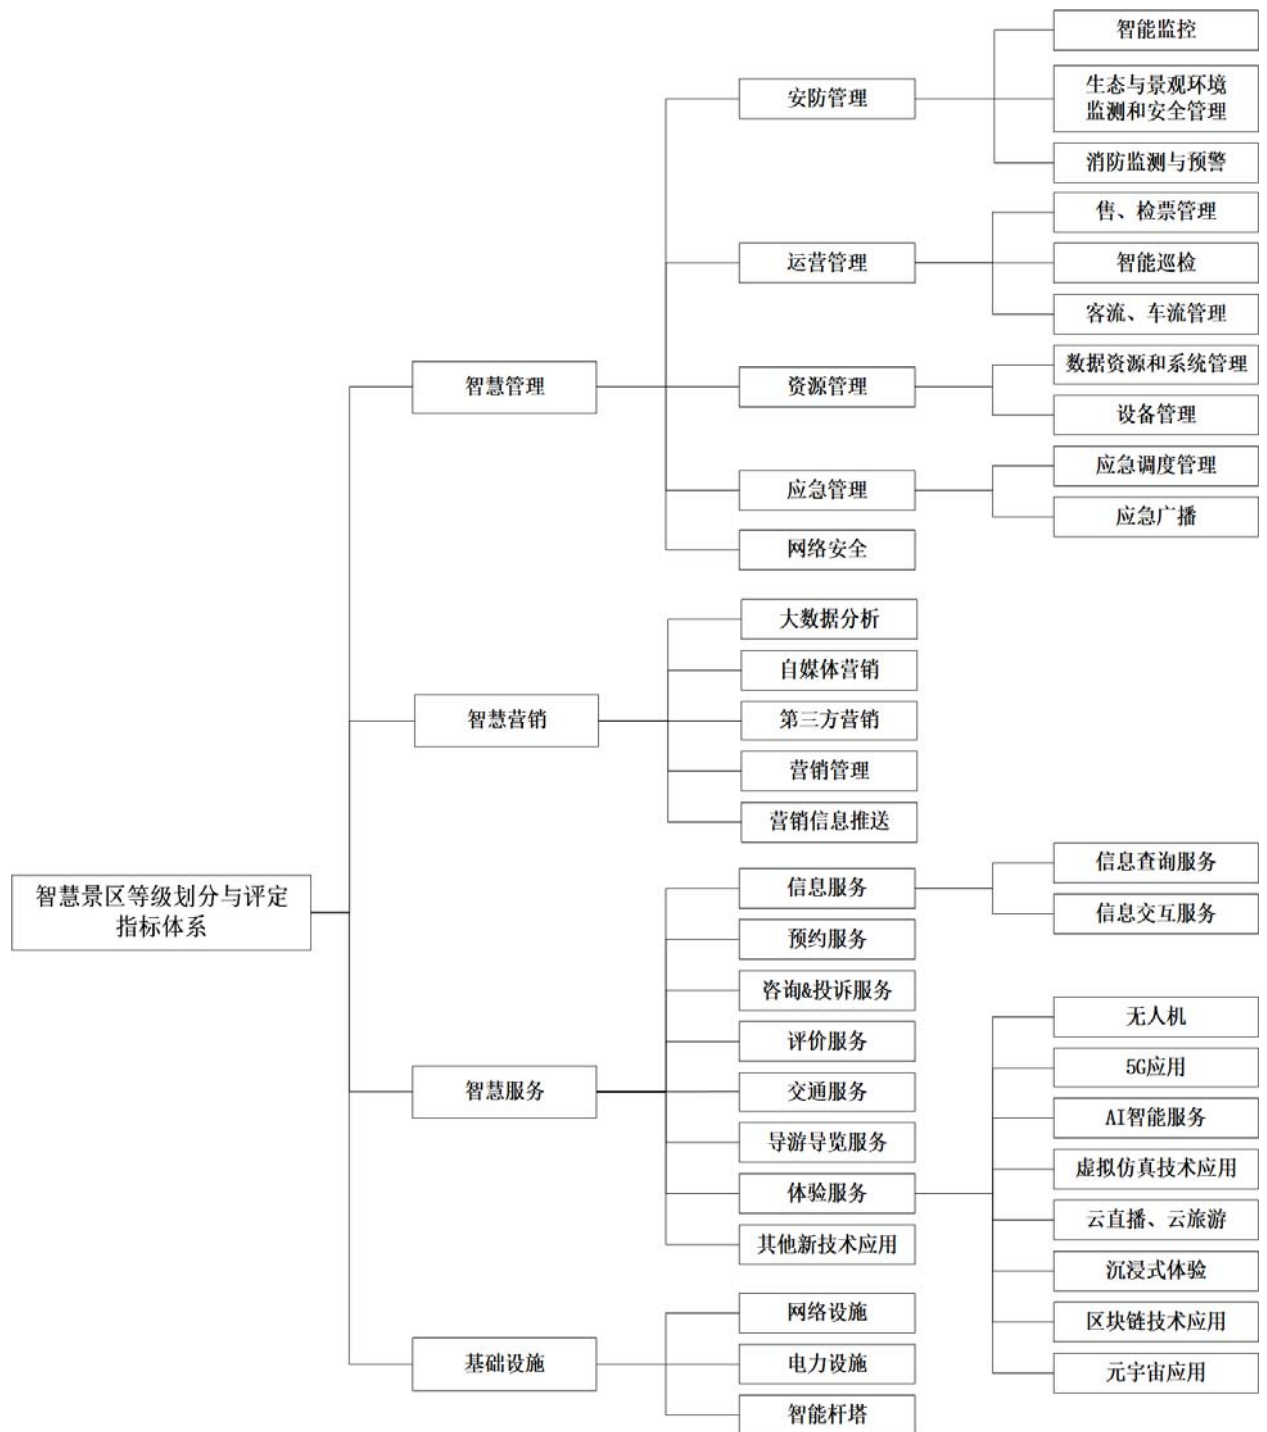 智慧景区等级划分与评定
指标体系
智慧管理
安防管理
智能监控
生态与景观环境
监测和安全管理
消防监测与预警
运营管理
售、检票管理
智能巡检
客流、车流管理
资源管理
数据资源和系统管理
设备管理
应急管理
应急调度管理
应急广播
网络安全
智慧营销
大数据分析
自媒体营销
第三方营销
营销管理
营销信息推送
智慧服务
信息服务
信息查询服务
信息交互服务
预约服务
咨询&投诉服务
评价服务
交通服务
导游导览服务
体验服务
无人机
5G应用
AI智能服务
虚拟仿真技术应用
云直播、云旅游
沉浸式体验
区块链技术应用
元宇宙应用
其他新技术应用
基础设施
网络设施
电力设施
智能杆塔